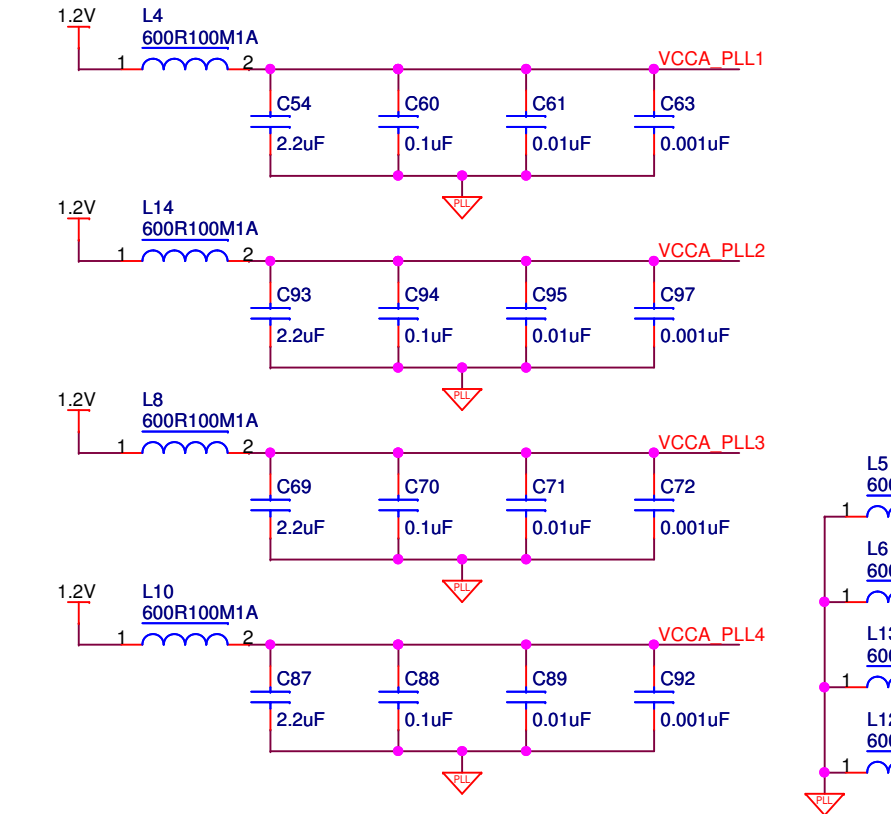 1.2V
L4
600R100M1A
1
2
VCCA_PLL1
C54
C60
C61
C63
2.2uF
0.1uF
0.01uF
0.001uF
PLL
1.2V
L14
600R100M1A
1
2
VCCA_PLL2
C93
C94
C95
C97
2.2uF
0.1uF
0.01uF
0.001uF
PLL
1.2V
L8
600R100M1A
1
2
VCCA_PLL3
C69
C70
C71
C72
2.2uF
0.1uF
0.01uF
0.001uF
PLL
1.2V
L10
600R100M1A
1
2
VCCA_PLL4
C87
C88
C89
C92
2.2uF
0.1uF
0.01uF
0.001uF
PLL
L5
1
L6
1
L13
1
L12
1
PLL